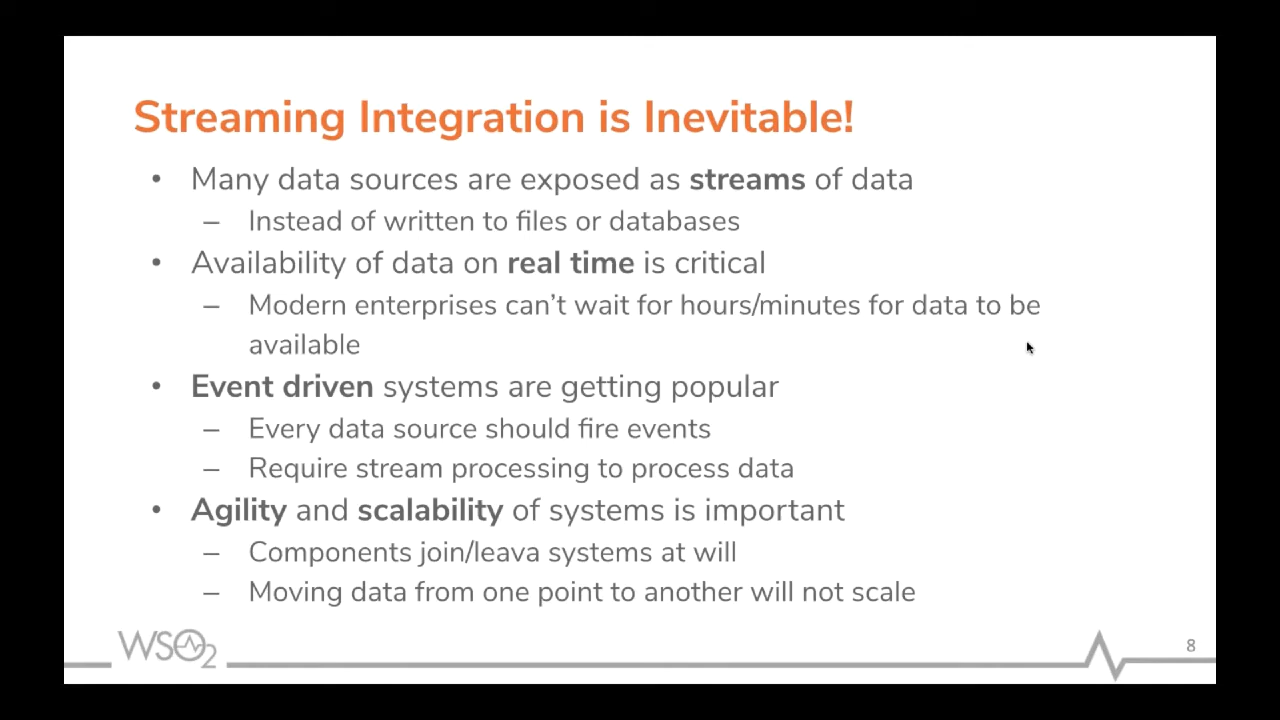 Streaming Integration is Inevitable!
• Many data sources are exposed as streams of data
– Instead of written to files or databases
• Availability of data on real time is critical
– Modern enterprises can’t wait for hours/minutes for data to be
available
• Event driven systems are getting popular
– Every data source should fire events
– Require stream processing to process data
• Agility and scalability of systems is important
– Components join/leava systems at will
– Moving data from one point to another will not scale
WSO2
8